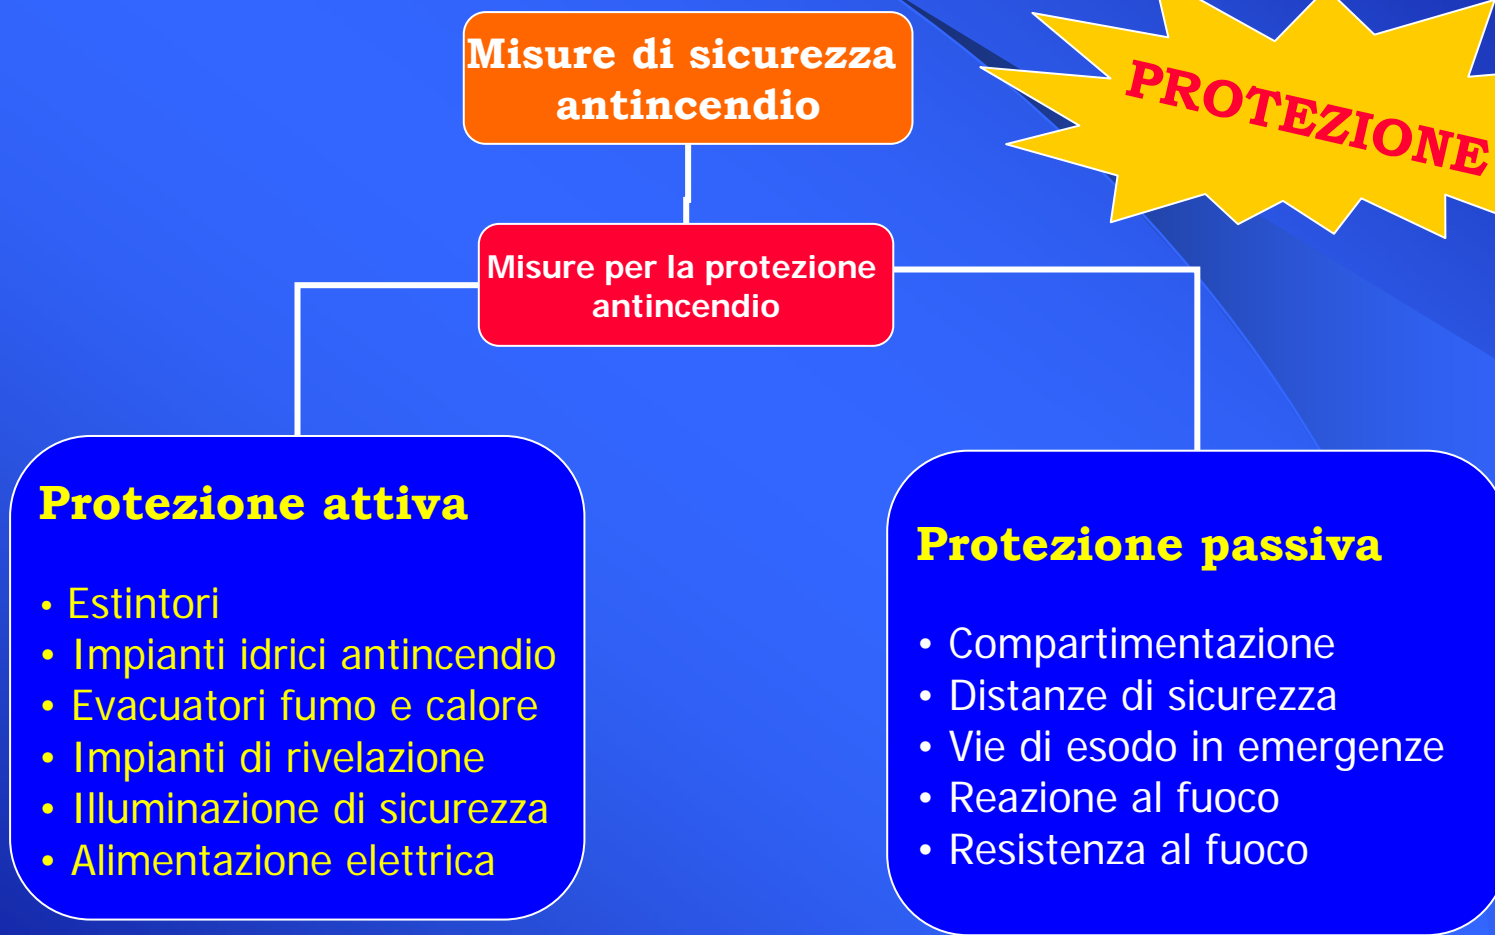 Misure di sicurezza
antincendio
PROTEZIONE
Misure per la protezione
antincendio
Protezione attiva
• Estintori
• Impianti idrici antincendio
• Evacuatori fumo e calore
• Impianti di rivelazione
• Illuminazione di sicurezza
• Alimentazione elettrica
Protezione passiva
• Compartimentazione
• Distanze di sicurezza
• Vie di esodo in emergenze
• Reazione al fuoco
• Resistenza al fuoco